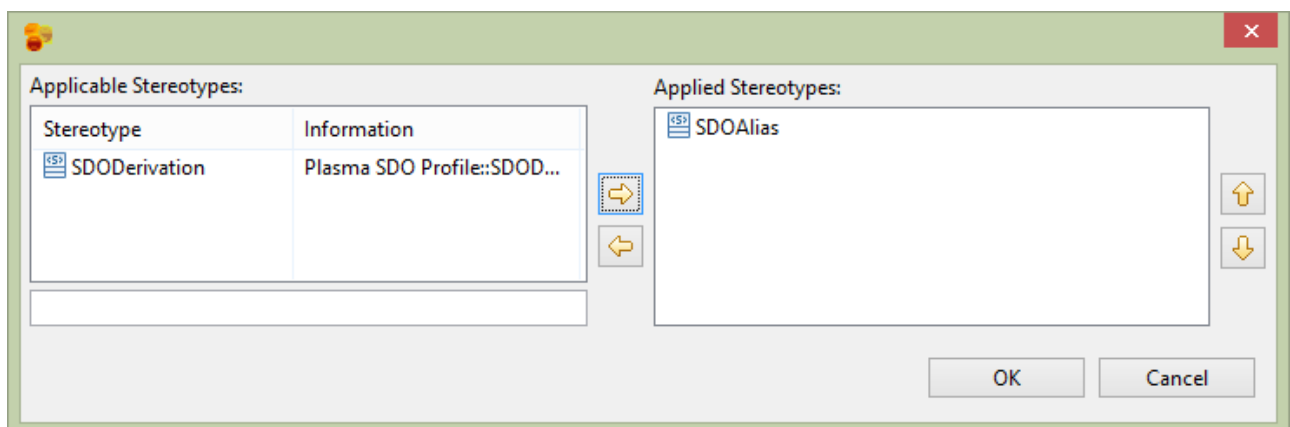 Applicable Stereotypes:
Stereotype Information
SDODerivation Plasma SDO Profile::SDOD...
Applied Stereotypes:
SDOAlias
OK Cancel